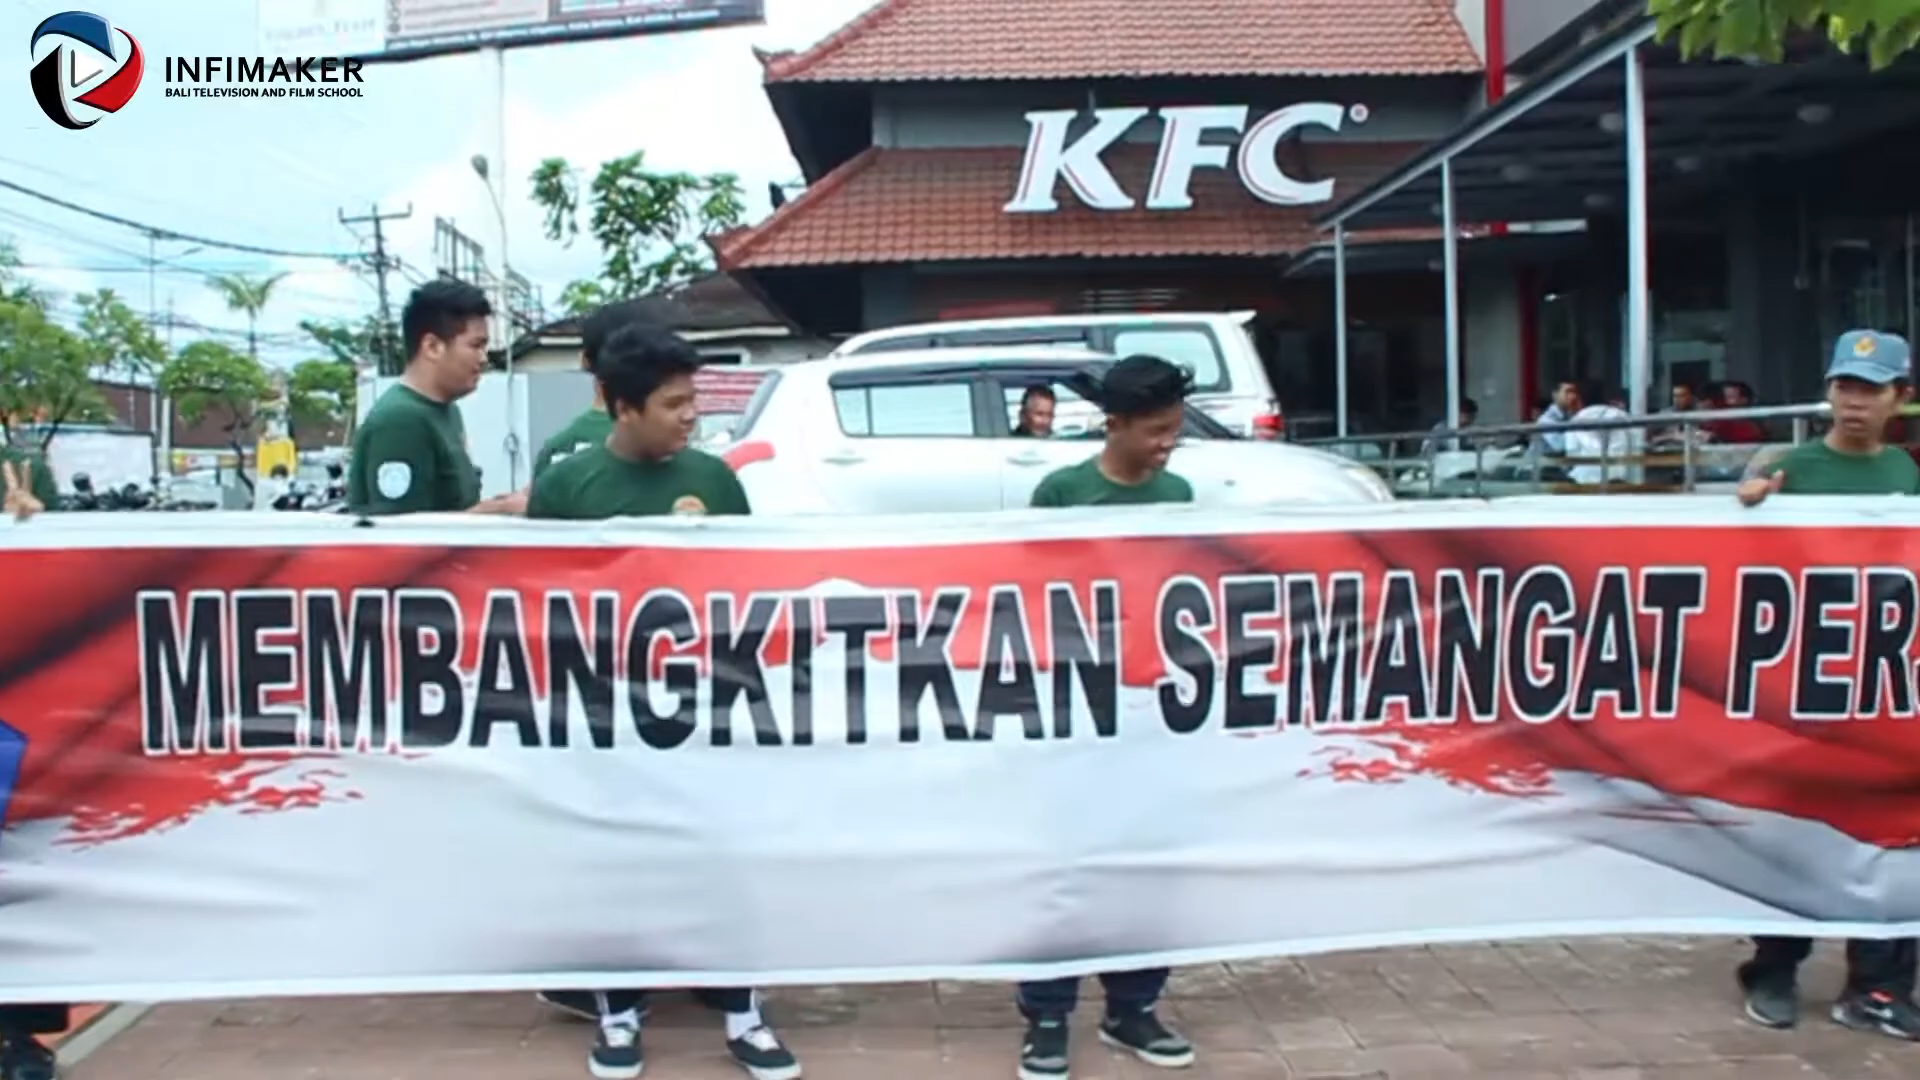 INFIMAKER
BALI TELEVISION AND FILM SCHOOL
KFC
MEMBANGKITKAN SEMANGAT PER